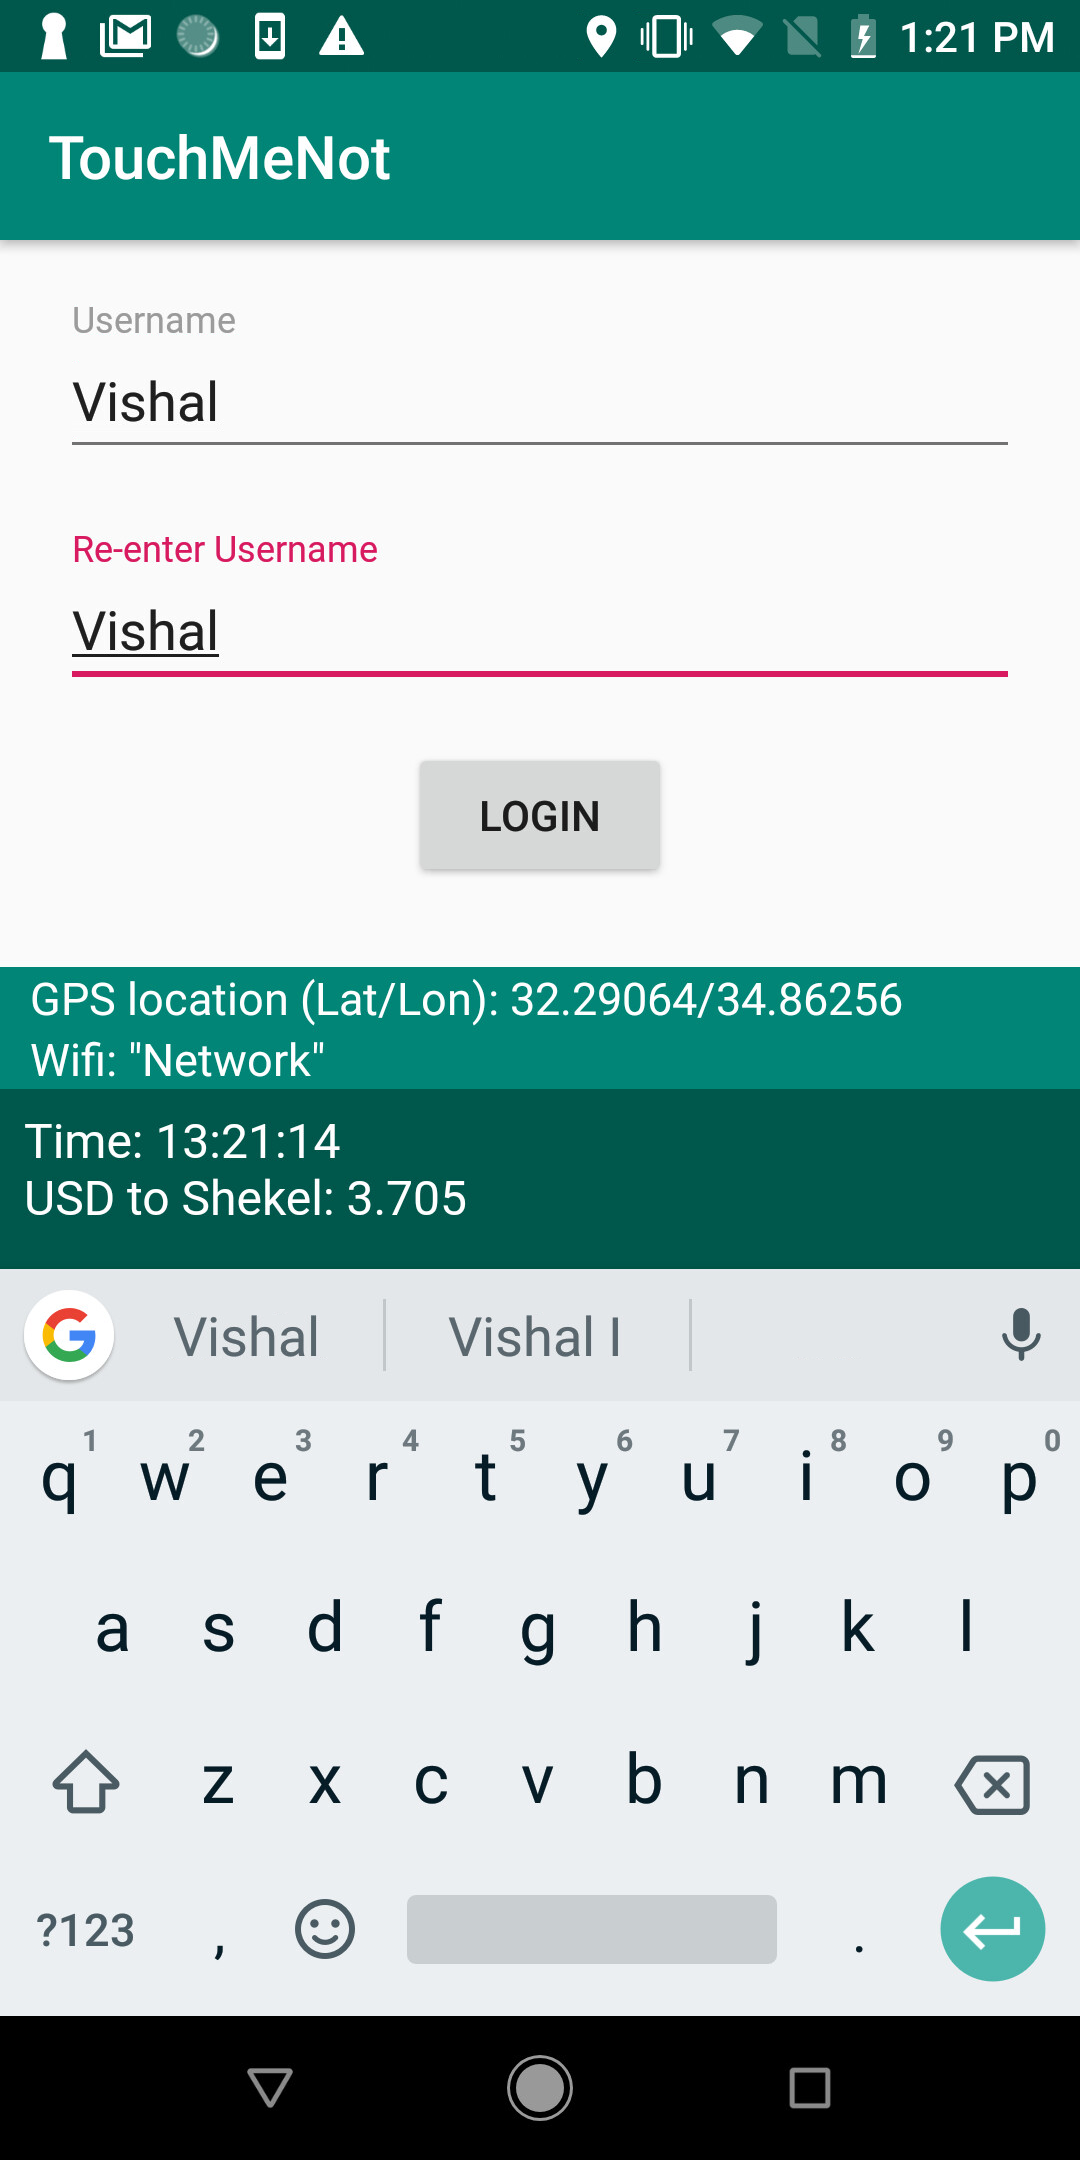 1:21 PM
TouchMeNot
Username
Vishal
Re-enter Username
Vishal
LOGIN
GPS location (Lat/Lon): 32.29064/34.86256
Wifi: "Network"
Time: 13:21:14
USD to Shekel: 3.705
Vishal Vishal I
1 2 3 4 5 6 7 8 9 0
q w e r t y u i o p
a s d f g h j k l
z x c v b n m
?123 , .